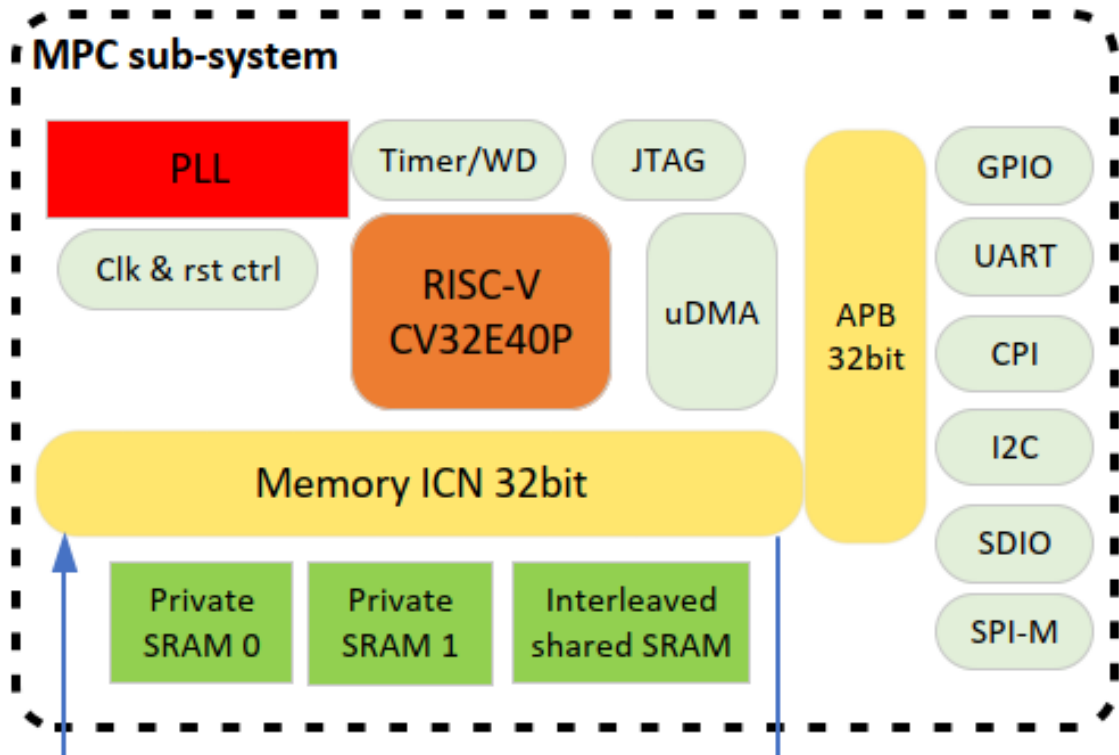 MPC sub-system
PLL
Timer/WD
JTAG
GPIO
Clk & rst ctrl
RISC-V
CV32E40P
uDMA
APB
32bit
UART
CPI
I2C
Memory ICN 32bit
SDIO
Private
SRAM 0
Private
SRAM 1
Interleaved
shared SRAM
SPI-M